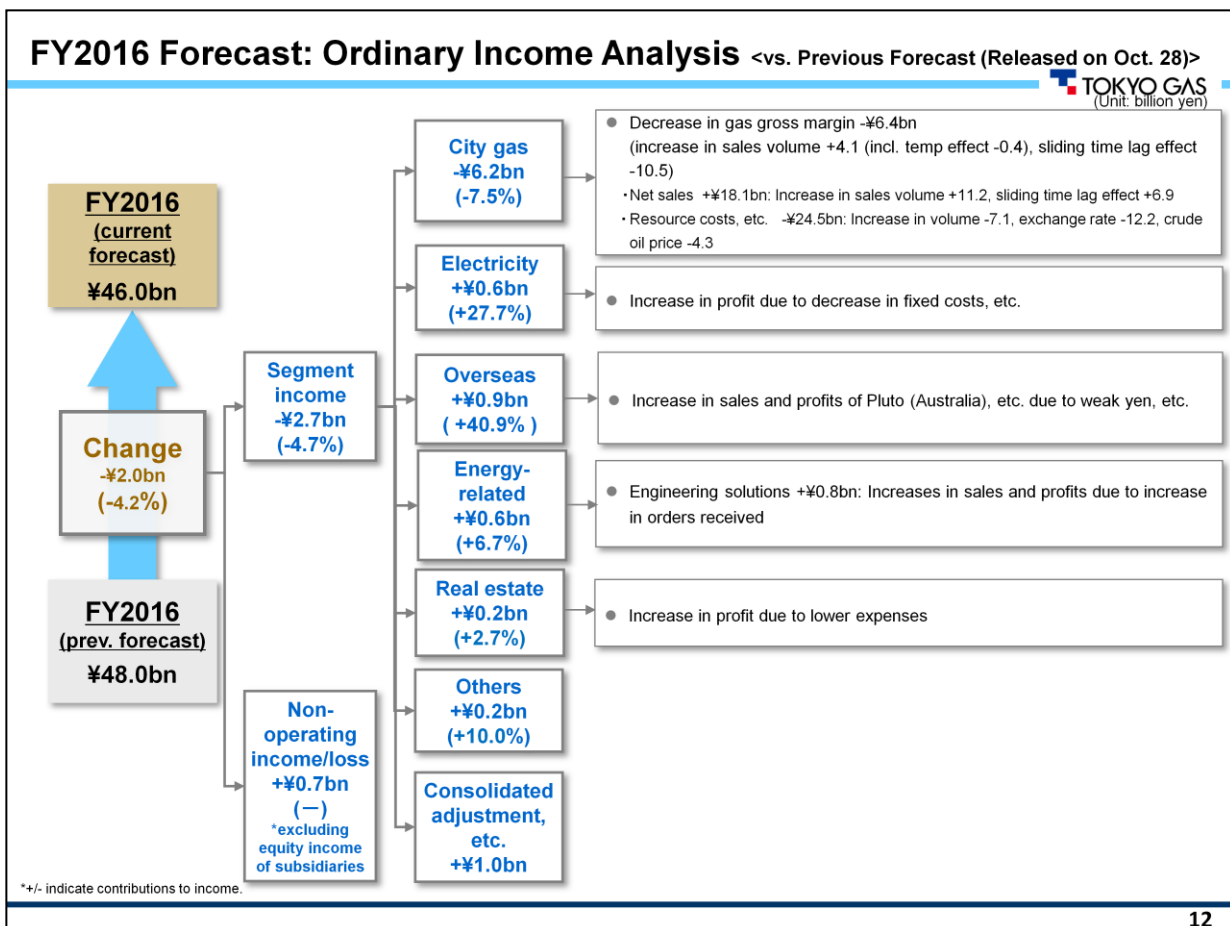 FY2016 Forecast: Ordinary Income Analysis <vs. Previous Forecast (Released on Oct. 28)>
TOKYO GAS
(Unit: billion yen)
FY2016
(current
forecast)
¥46.0bn
Change
-¥2.0bn
(-4.2%)
FY2016
(prev. forecast)
¥48.0bn
Segment
income
-¥2.7bn
(-4.7%)
Non-
operating
income/loss
+¥0.7bn
(—)
*excluding
equity income
of subsidiaries
City gas
-¥6.2bn
(-7.5%)
● Decrease in gas gross margin -¥6.4bn
(increase in sales volume +4.1 (incl. temp effect -0.4), sliding time lag effect
-10.5)
・Net sales +¥18.1bn: Increase in sales volume +11.2, sliding time lag effect +6.9
・Resource costs, etc. -¥24.5bn: Increase in volume -7.1, exchange rate -12.2, crude
oil price -4.3
Electricity
+¥0.6bn
(+27.7%)
● Increase in profit due to decrease in fixed costs, etc.
Overseas
+¥0.9bn
( +40.9% )
● Increase in sales and profits of Pluto (Australia), etc. due to weak yen, etc.
Energy-
related
+¥0.6bn
(+6.7%)
● Engineering solutions +¥0.8bn: Increases in sales and profits due to increase
in orders received
Real estate
+¥0.2bn
(+2.7%)
● Increase in profit due to lower expenses
Others
+¥0.2bn
(+10.0%)
Consolidated
adjustment,
etc.
+¥1.0bn
*+/- indicate contributions to income.
12